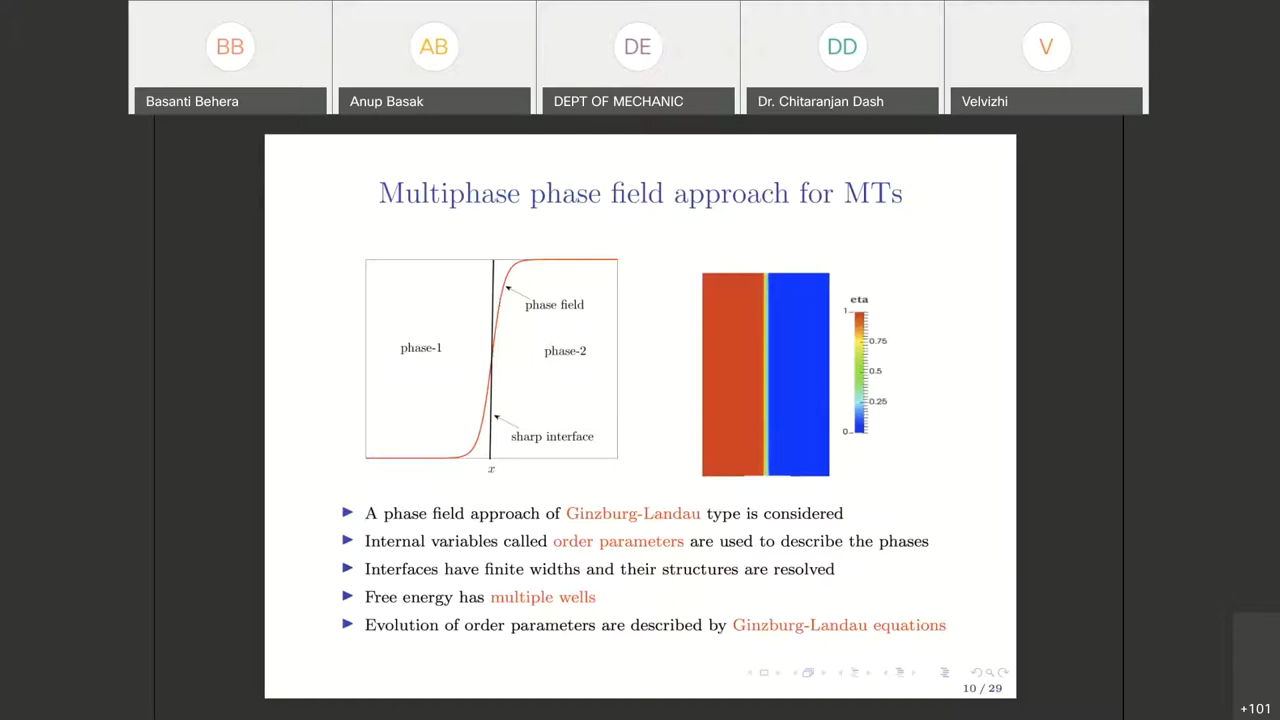 BB
AB
DE
DD
V
Basanti Behera
Anup Basak
DEPT OF MECHANIC
Dr. Chitaranjan Dash
Velvizhi
Multiphase phase field approach for MTs
phase field
phase-1
phase-2
sharp interface
x
eta
1
0.75
0.5
0.25
0
A phase field approach of Ginzburg-Landau type is considered
Internal variables called order parameters are used to describe the phases
Interfaces have finite widths and their structures are resolved
Free energy has multiple wells
Evolution of order parameters are described by Ginzburg-Landau equations
10 / 29
+101